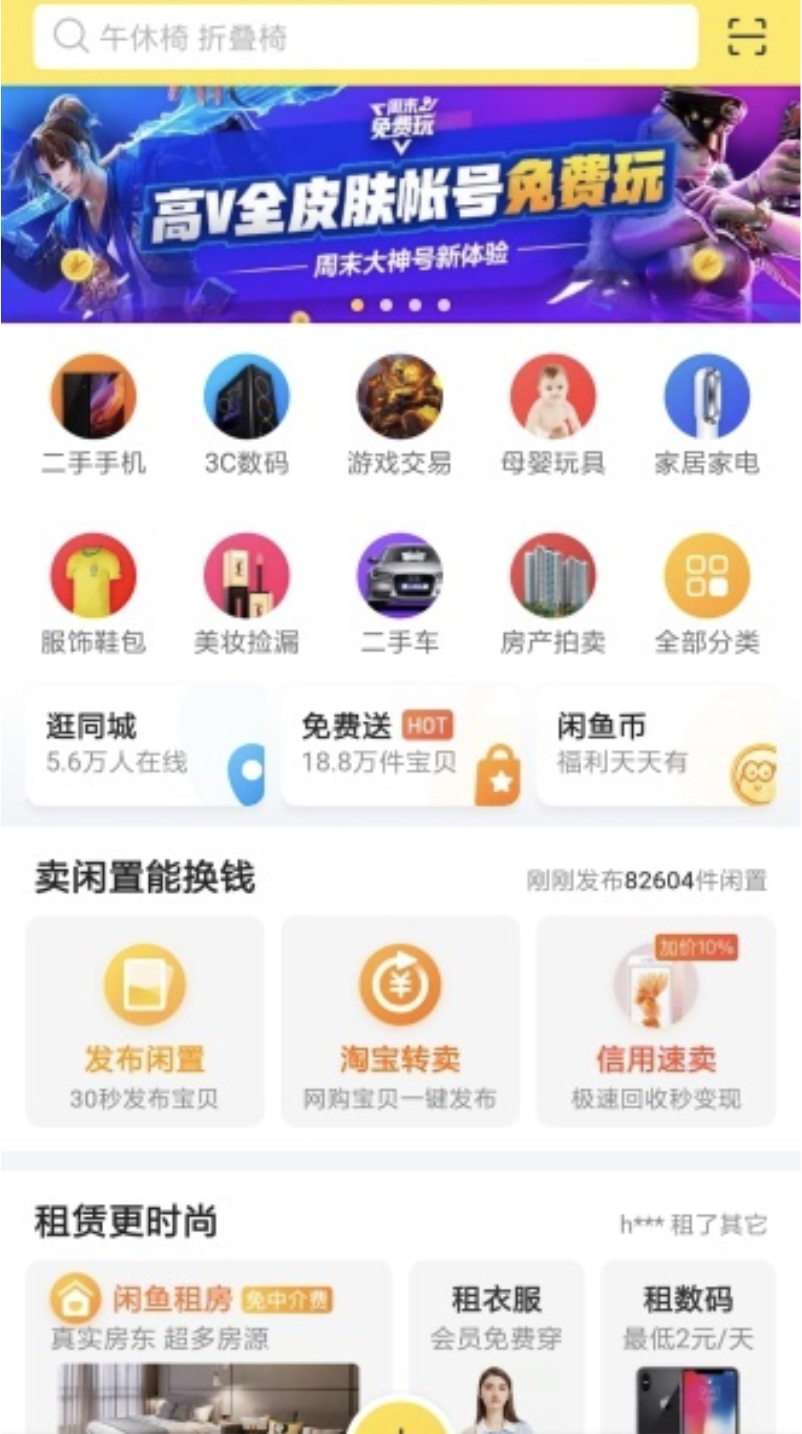 午休椅 折叠椅
周末
免费玩
高V全皮肤帐号免费玩
周末大神号新体验
二手手机
3C数码
游戏交易
母婴玩具
家居家电
服饰鞋包
美妆捡漏
二手车
房产拍卖
全部分类
逛同城
5.6万人在线
免费送 HOT
18.8万件宝贝
闲鱼币
福利天天有
卖闲置能换钱
刚刚发布82604件闲置
发布闲置
30秒发布宝贝
淘宝转卖
网购宝贝一键发布
加价10%
信用速卖
极速回收秒变现
租赁更时尚
h*** 租了其它
闲鱼租房 免中介费
真实房东 超多房源
租衣服
会员免费穿
租数码
最低2元/天